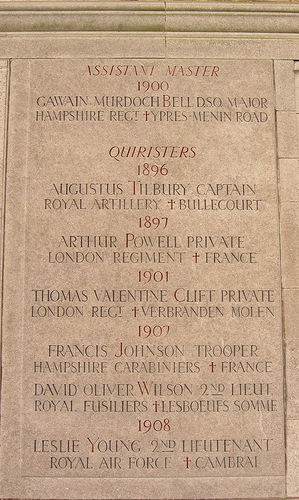 ASSISTANT MASTER
1900
GAWAIN MURDOCH BELL D.S.O. MAJOR
HAMPSHIRE REGT. ✝YPRES-MENIN ROAD
QUIRISTERS
1896
AUGUSTUS TILBURY CAPTAIN
ROYAL ARTILLERY ✝BULLECOURT
1897
ARTHUR POWELL PRIVATE
LONDON REGIMENT ✝FRANCE
1901
THOMAS VALENTINE CLIFT PRIVATE
LONDON REGT. ✝VERBRANDEN MOLEN
1907
FRANCIS JOHNSON TROOPER
HAMPSHIRE CARABINIERS ✝FRANCE
DAVID OLIVER WILSON 2ND LIEUT.
ROYAL FUSILIERS ✝LESBOEUFS SOMME
1908
LESLIE YOUNG 2ND LIEUTENANT
ROYAL AIR FORCE ✝CAMBRAI